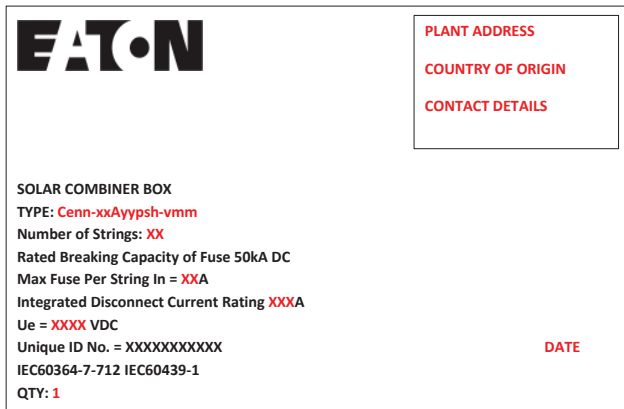 EATON
PLANT ADDRESS
COUNTRY OF ORIGIN
CONTACT DETAILS
SOLAR COMBINER BOX
TYPE: Cenn-xxAyypsh-vmm
Number of Strings: XX
Rated Breaking Capacity of Fuse 50kA DC
Max Fuse Per String In = XXA
Integrated Disconnect Current Rating XXXA
Ue = XXXX VDC
Unique ID No. = XXXXXXXXXXX
DATE
IEC60364-7-712 IEC60439-1
QTY: 1